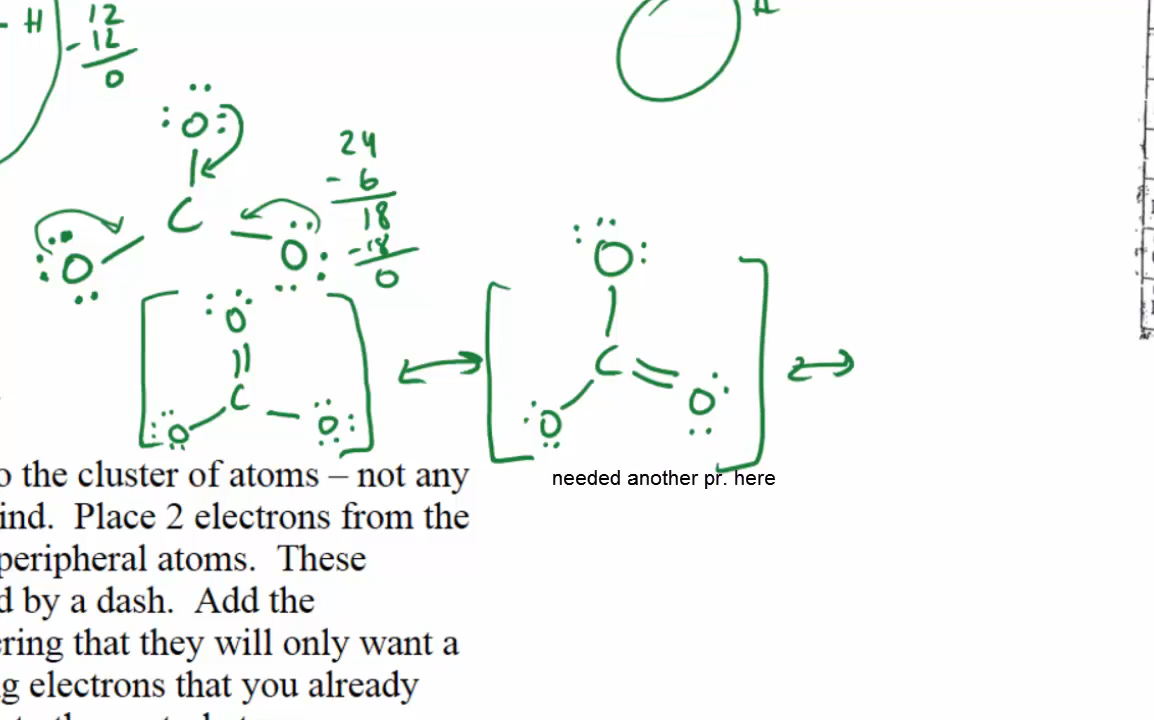 - H
12
- 12
0
:O:
24
- 6
18
- 18
0
C
O
O
O
C
O
O
O
C
O
O
o the cluster of atoms – not any
needed another pr. here
ind. Place 2 electrons from the
peripheral atoms. These
d by a dash. Add the
ring that they will only want a
g electrons that you already